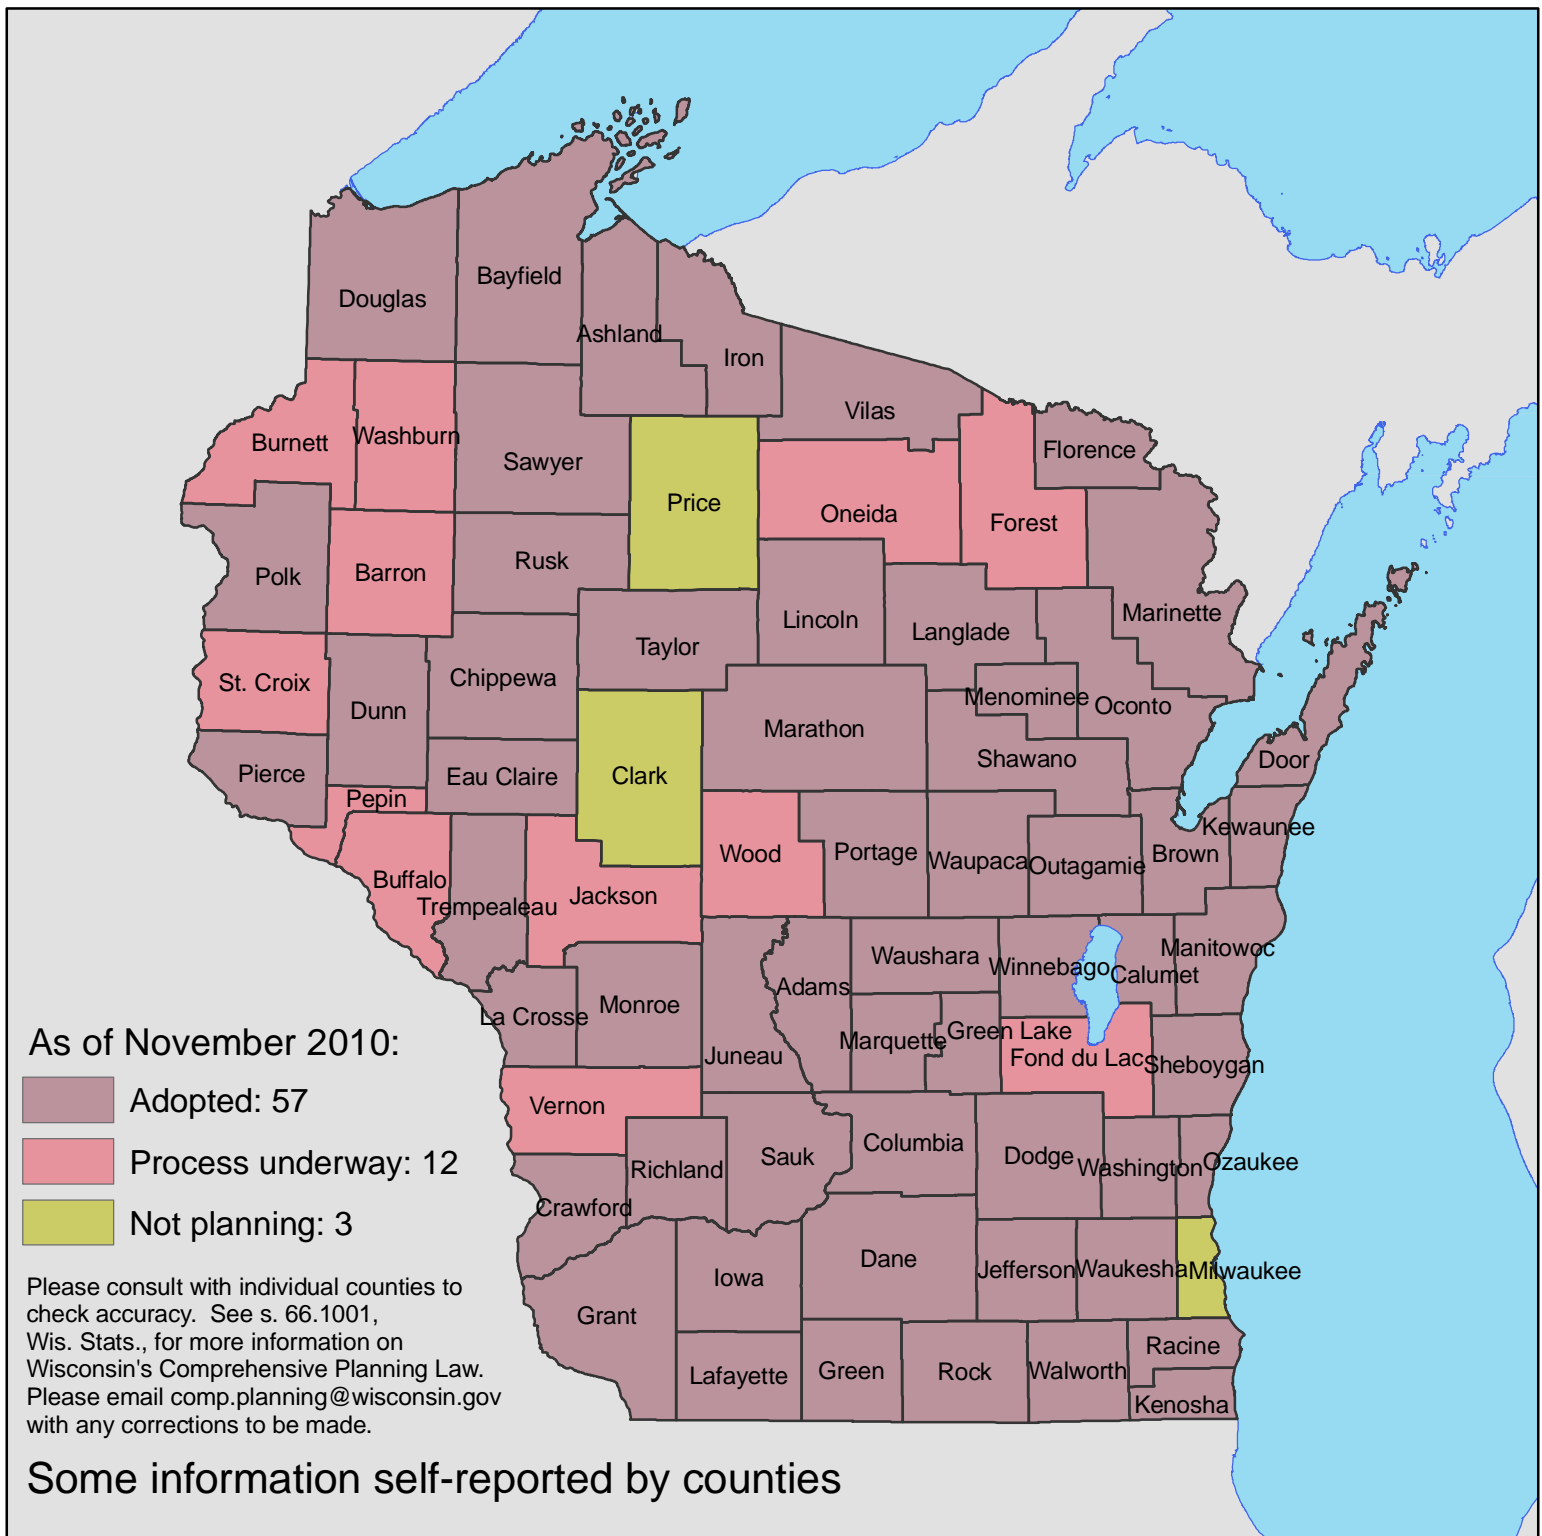 Bayfield
Douglas
Ashland
Iron
Vilas
Burnett
Washburn
Florence
Sawyer
Price
Oneida
Forest
Rusk
Polk
Barron
Marinette
Lincoln
Langlade
Taylor
St. Croix
Chippewa
Menominee
Oconto
Dunn
Marathon
Shawano
Door
Pierce
Eau Claire
Clark
Pepin
Kewaunee
Wood
Portage
Waupaca
Outagamie
Brown
Buffalo
Trempealeau
Jackson
Manitowoc
Waushara
Winnebago
Calumet
Adams
Monroe
La Crosse
Juneau
Marquette
Green Lake
Fond du Lac
Sheboygan
Vernon
Richland
Sauk
Columbia
Dodge
Washington
Ozaukee
Crawford
Dane
Jefferson
Waukesha
Milwaukee
Iowa
Grant
Racine
Lafayette
Green
Rock
Walworth
Kenosha
As of November 2010:
Adopted: 57
Process underway: 12
Not planning: 3
Please consult with individual counties to
check accuracy.  See s. 66.1001,
Wis. Stats., for more information on
Wisconsin's Comprehensive Planning Law.
Please email comp.planning@wisconsin.gov
with any corrections to be made.
Some information self-reported by counties